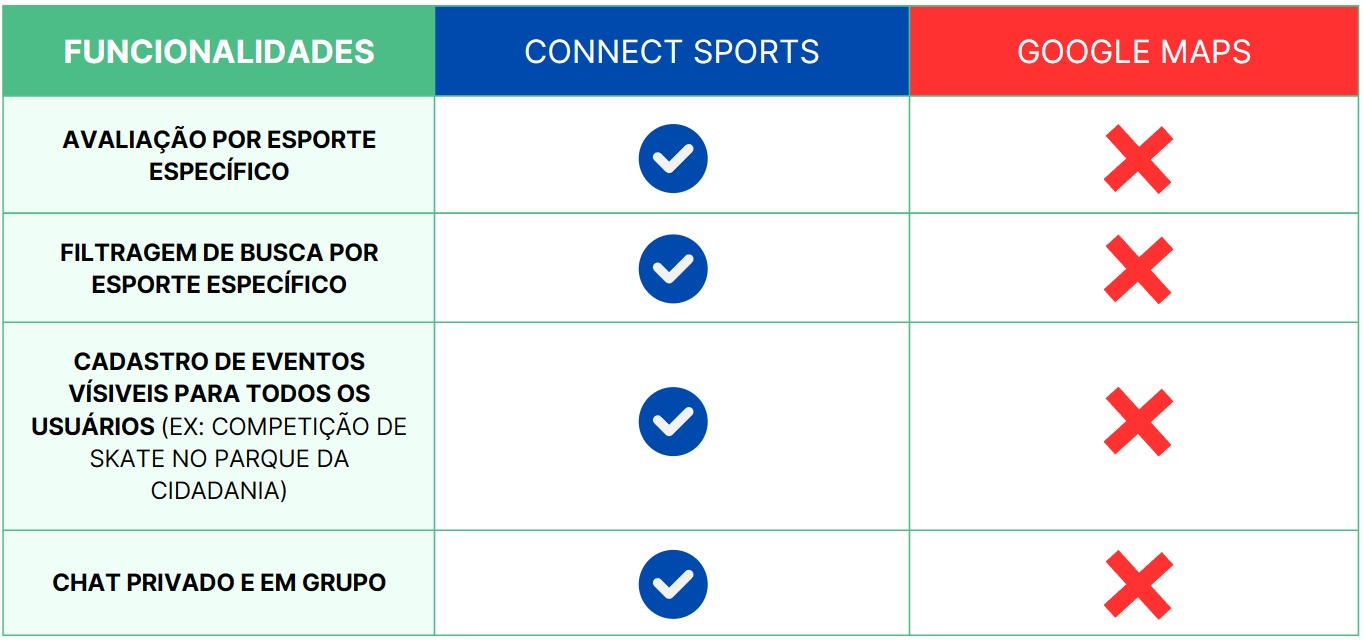 FUNCIONALIDADES
CONNECT SPORTS
GOOGLE MAPS
AVALIAÇÃO POR ESPORTE
ESPECÍFICO
FILTRAGEM DE BUSCA POR
ESPORTE ESPECÍFICO
CADASTRO DE EVENTOS
VÍSIVEIS PARA TODOS OS
USUÁRIOS (EX: COMPETIÇÃO DE
SKATE NO PARQUE DA
CIDADANIA)
CHAT PRIVADO E EM GRUPO